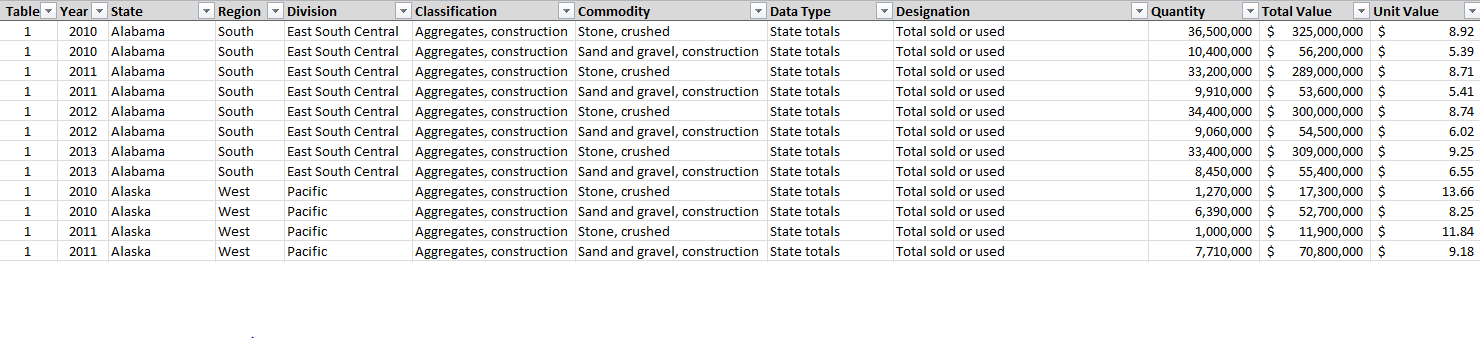 Table Year State Region Division Classification Commodity Data Type Designation Quantity Total Value Unit Value
1 2010 Alabama South East South Central Aggregates, construction Stone, crushed State totals Total sold or used 36,500,000 $ 325,000,000 $ 8.92
1 2010 Alabama South East South Central Aggregates, construction Sand and gravel, construction State totals Total sold or used 10,400,000 $ 56,200,000 $ 5.39
1 2011 Alabama South East South Central Aggregates, construction Stone, crushed State totals Total sold or used 33,200,000 $ 289,000,000 $ 8.71
1 2011 Alabama South East South Central Aggregates, construction Sand and gravel, construction State totals Total sold or used 9,910,000 $ 53,600,000 $ 5.41
1 2012 Alabama South East South Central Aggregates, construction Stone, crushed State totals Total sold or used 34,400,000 $ 300,000,000 $ 8.74
1 2012 Alabama South East South Central Aggregates, construction Sand and gravel, construction State totals Total sold or used 9,060,000 $ 54,500,000 $ 6.02
1 2013 Alabama South East South Central Aggregates, construction Stone, crushed State totals Total sold or used 33,400,000 $ 309,000,000 $ 9.25
1 2013 Alabama South East South Central Aggregates, construction Sand and gravel, construction State totals Total sold or used 8,450,000 $ 55,400,000 $ 6.55
1 2010 Alaska West Pacific Aggregates, construction Stone, crushed State totals Total sold or used 1,270,000 $ 17,300,000 $ 13.66
1 2010 Alaska West Pacific Aggregates, construction Sand and gravel, construction State totals Total sold or used 6,390,000 $ 52,700,000 $ 8.25
1 2011 Alaska West Pacific Aggregates, construction Stone, crushed State totals Total sold or used 1,000,000 $ 11,900,000 $ 11.84
1 2011 Alaska West Pacific Aggregates, construction Sand and gravel, construction State totals Total sold or used 7,710,000 $ 70,800,000 $ 9.18